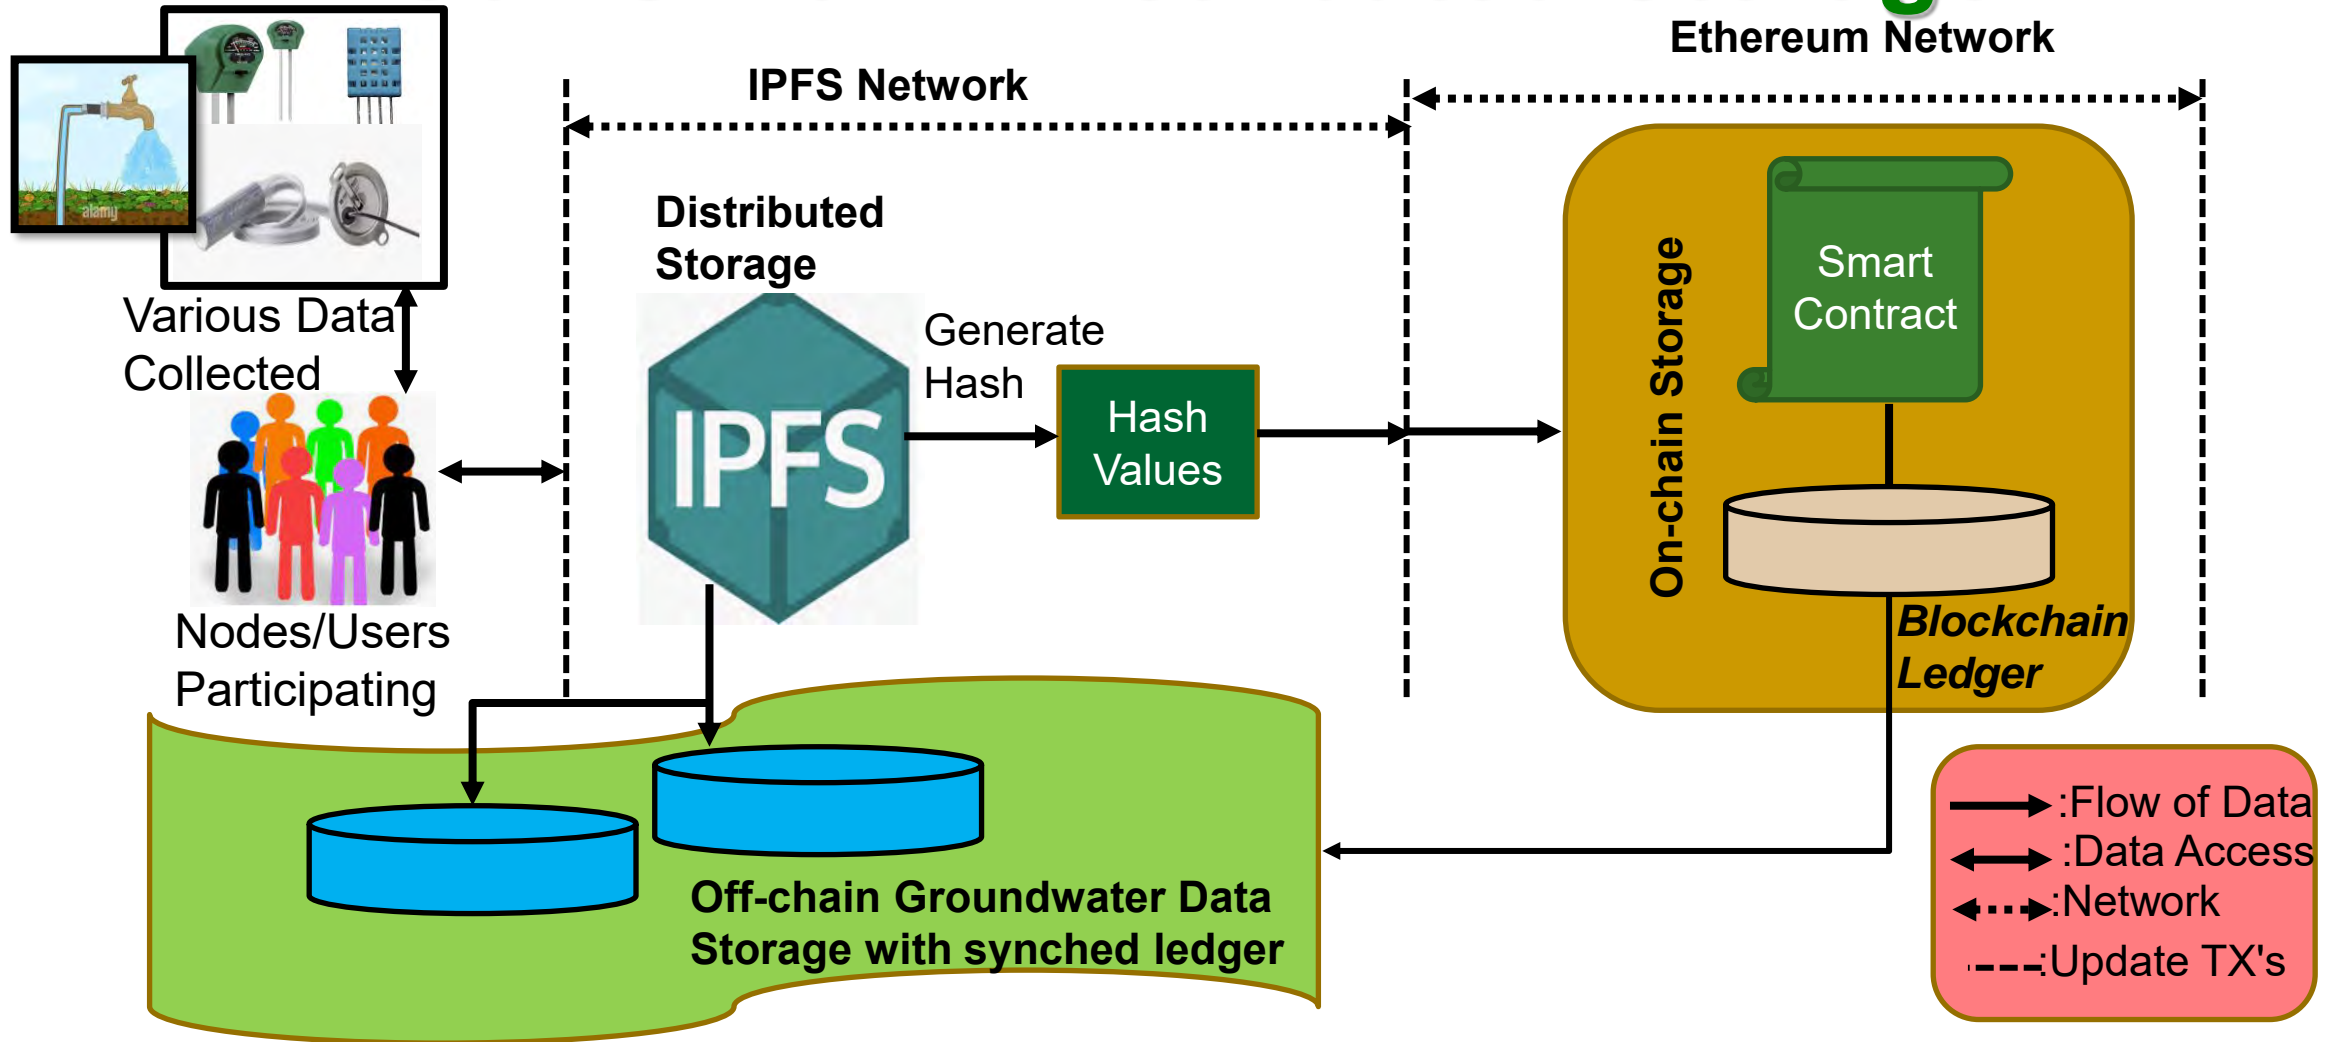 Ethereum Network
IPFS Network
alamy
Various Data
Collected
Nodes/Users
Participating
Distributed
Storage
IPFS
Generate
Hash
Hash
Values
On-chain Storage
Smart
Contract
Blockchain
Ledger
Off-chain Groundwater Data
Storage with synched ledger
:Flow of Data
:Data Access
:Network
:Update TX's